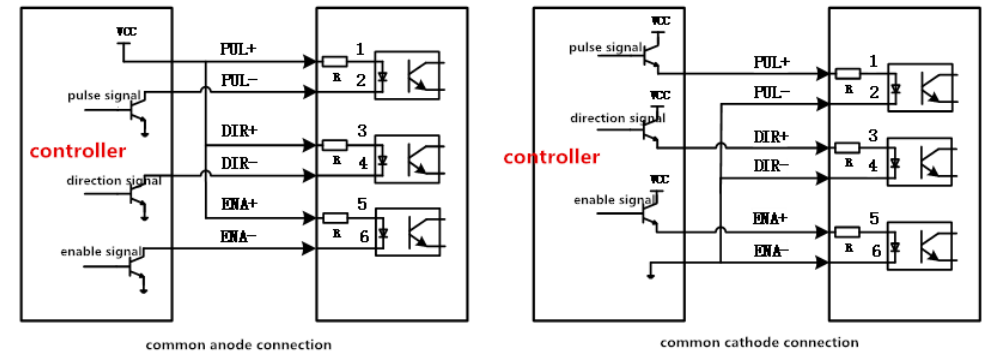 VCC
PUL+
1
R
PUL-
2
pulse signal
DIR+
3
controller
DIR-
4
R
direction signal
ENA+
5
R
ENA-
6
enable signal
common anode connection
VCC
pulse signal
PUL+
1
R
PUL-
2
VCC
direction signal
DIR+
3
R
controller
DIR-
4
VCC
enable signal
ENA+
5
R
ENA-
6
common cathode connection